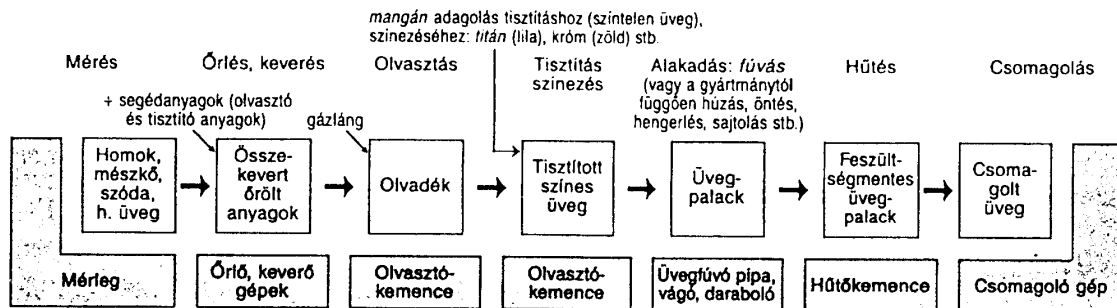 mangán adagolás tisztításhoz (színtelen üveg),
szinezéséhez: titán (lila), króm (zöld) stb.
Mérés
Őrlés, keverés
Olvasztás
Tisztítás
szinezés
Alakadás: fúvás
(vagy a gyártmánytól
függően húzás, öntés,
hengerlés, sajtolás stb.)
Hűtés
Csomagolás
+ segédanyagok (olvasztó
és tisztító anyagok)
gázláng
Homok,
mészkő,
szóda,
h. üveg
Össze-
kevert
őrölt
anyagok
Olvadék
Tisztított
színes
üveg
Üveg-
palack
Feszült-
ségmentes
üveg-
palack
Csoma-
golt
üveg
Mérleg
Őrlő, keverő
gépek
Olvasztó-
kemence
Olvasztó-
kemence
Üvegfúvó pipa,
vágó, daraboló
Hűtőkemence
Csomagoló gép